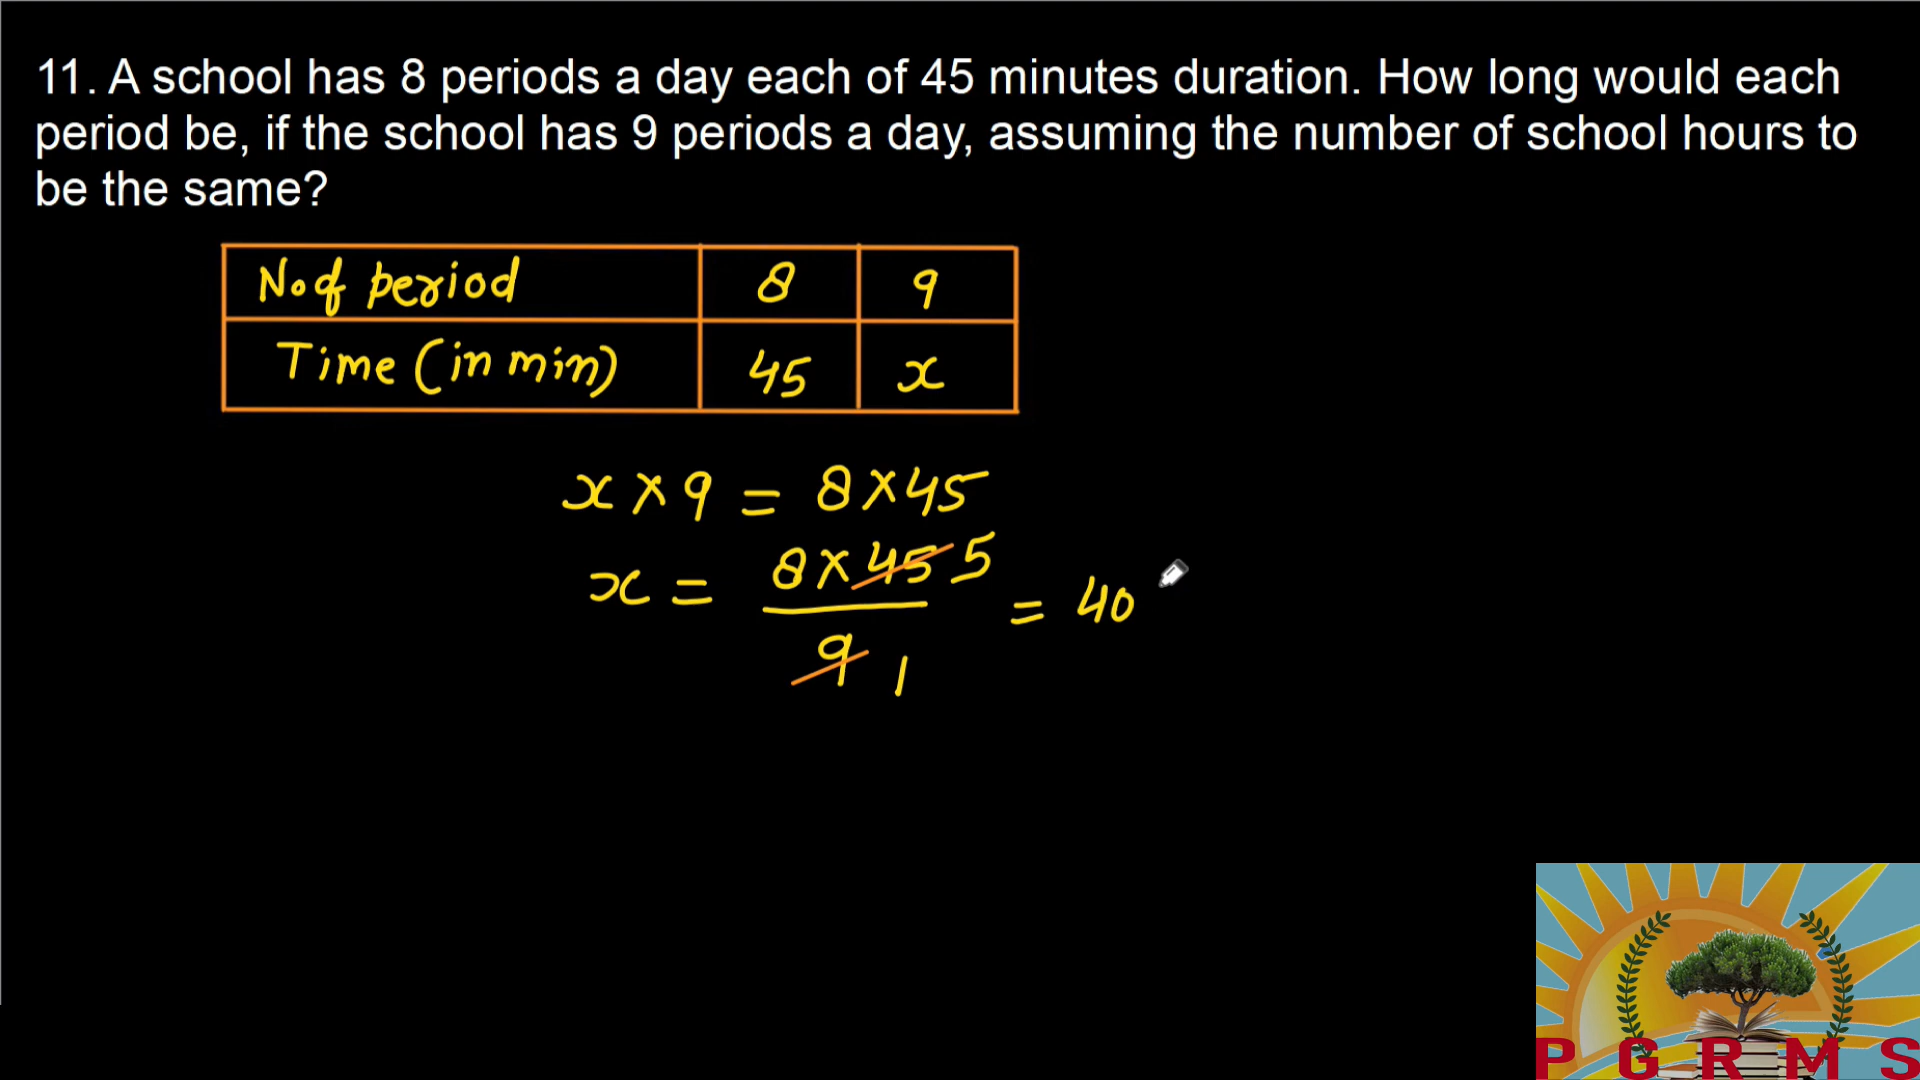 11. A school has 8 periods a day each of 45 minutes duration. How long would each
period be, if the school has 9 periods a day, assuming the number of school hours to
be the same?
No of period 8 9
Time (in min) 45 x
x × 9 = 8 × 45
x = 8 × 45 5 / 9 1 = 40
P G R M S